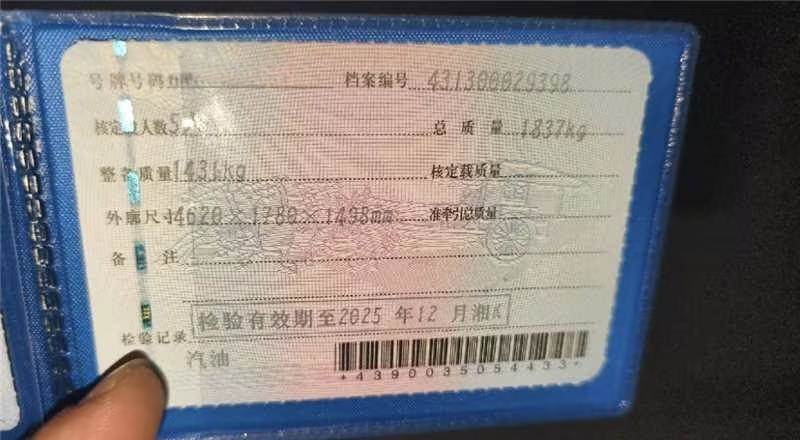 号牌号码 档案编号 431300029398
核定载人数 5人 总质量 1837kg
整备质量 1431kg 核定载质量
外廓尺寸 4620×1780×1498mm 准牵引总质量
备注
检验有效期至2025年12月湘K
检验记录
汽油
*4390035054433*